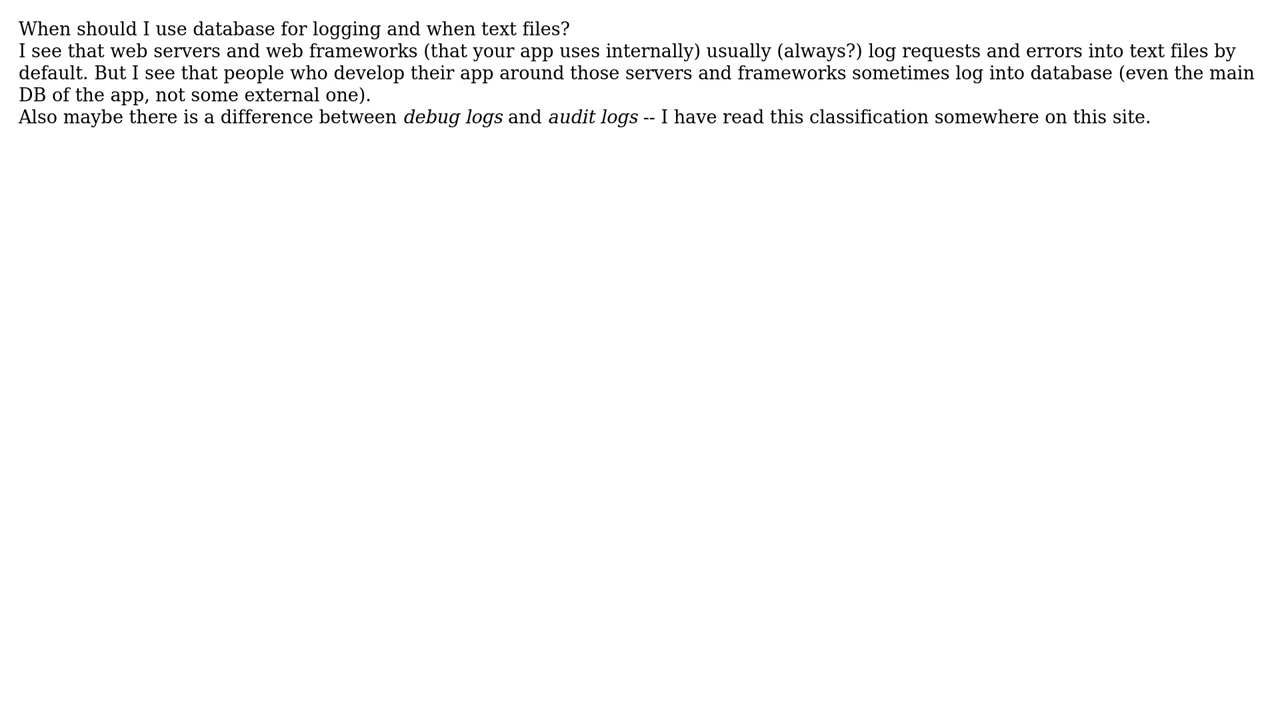 When should I use database for logging and when text files?
I see that web servers and web frameworks (that your app uses internally) usually (always?) log requests and errors into text files by
default. But I see that people who develop their app around those servers and frameworks sometimes log into database (even the main
DB of the app, not some external one).
Also maybe there is a difference between debug logs and audit logs -- I have read this classification somewhere on this site.